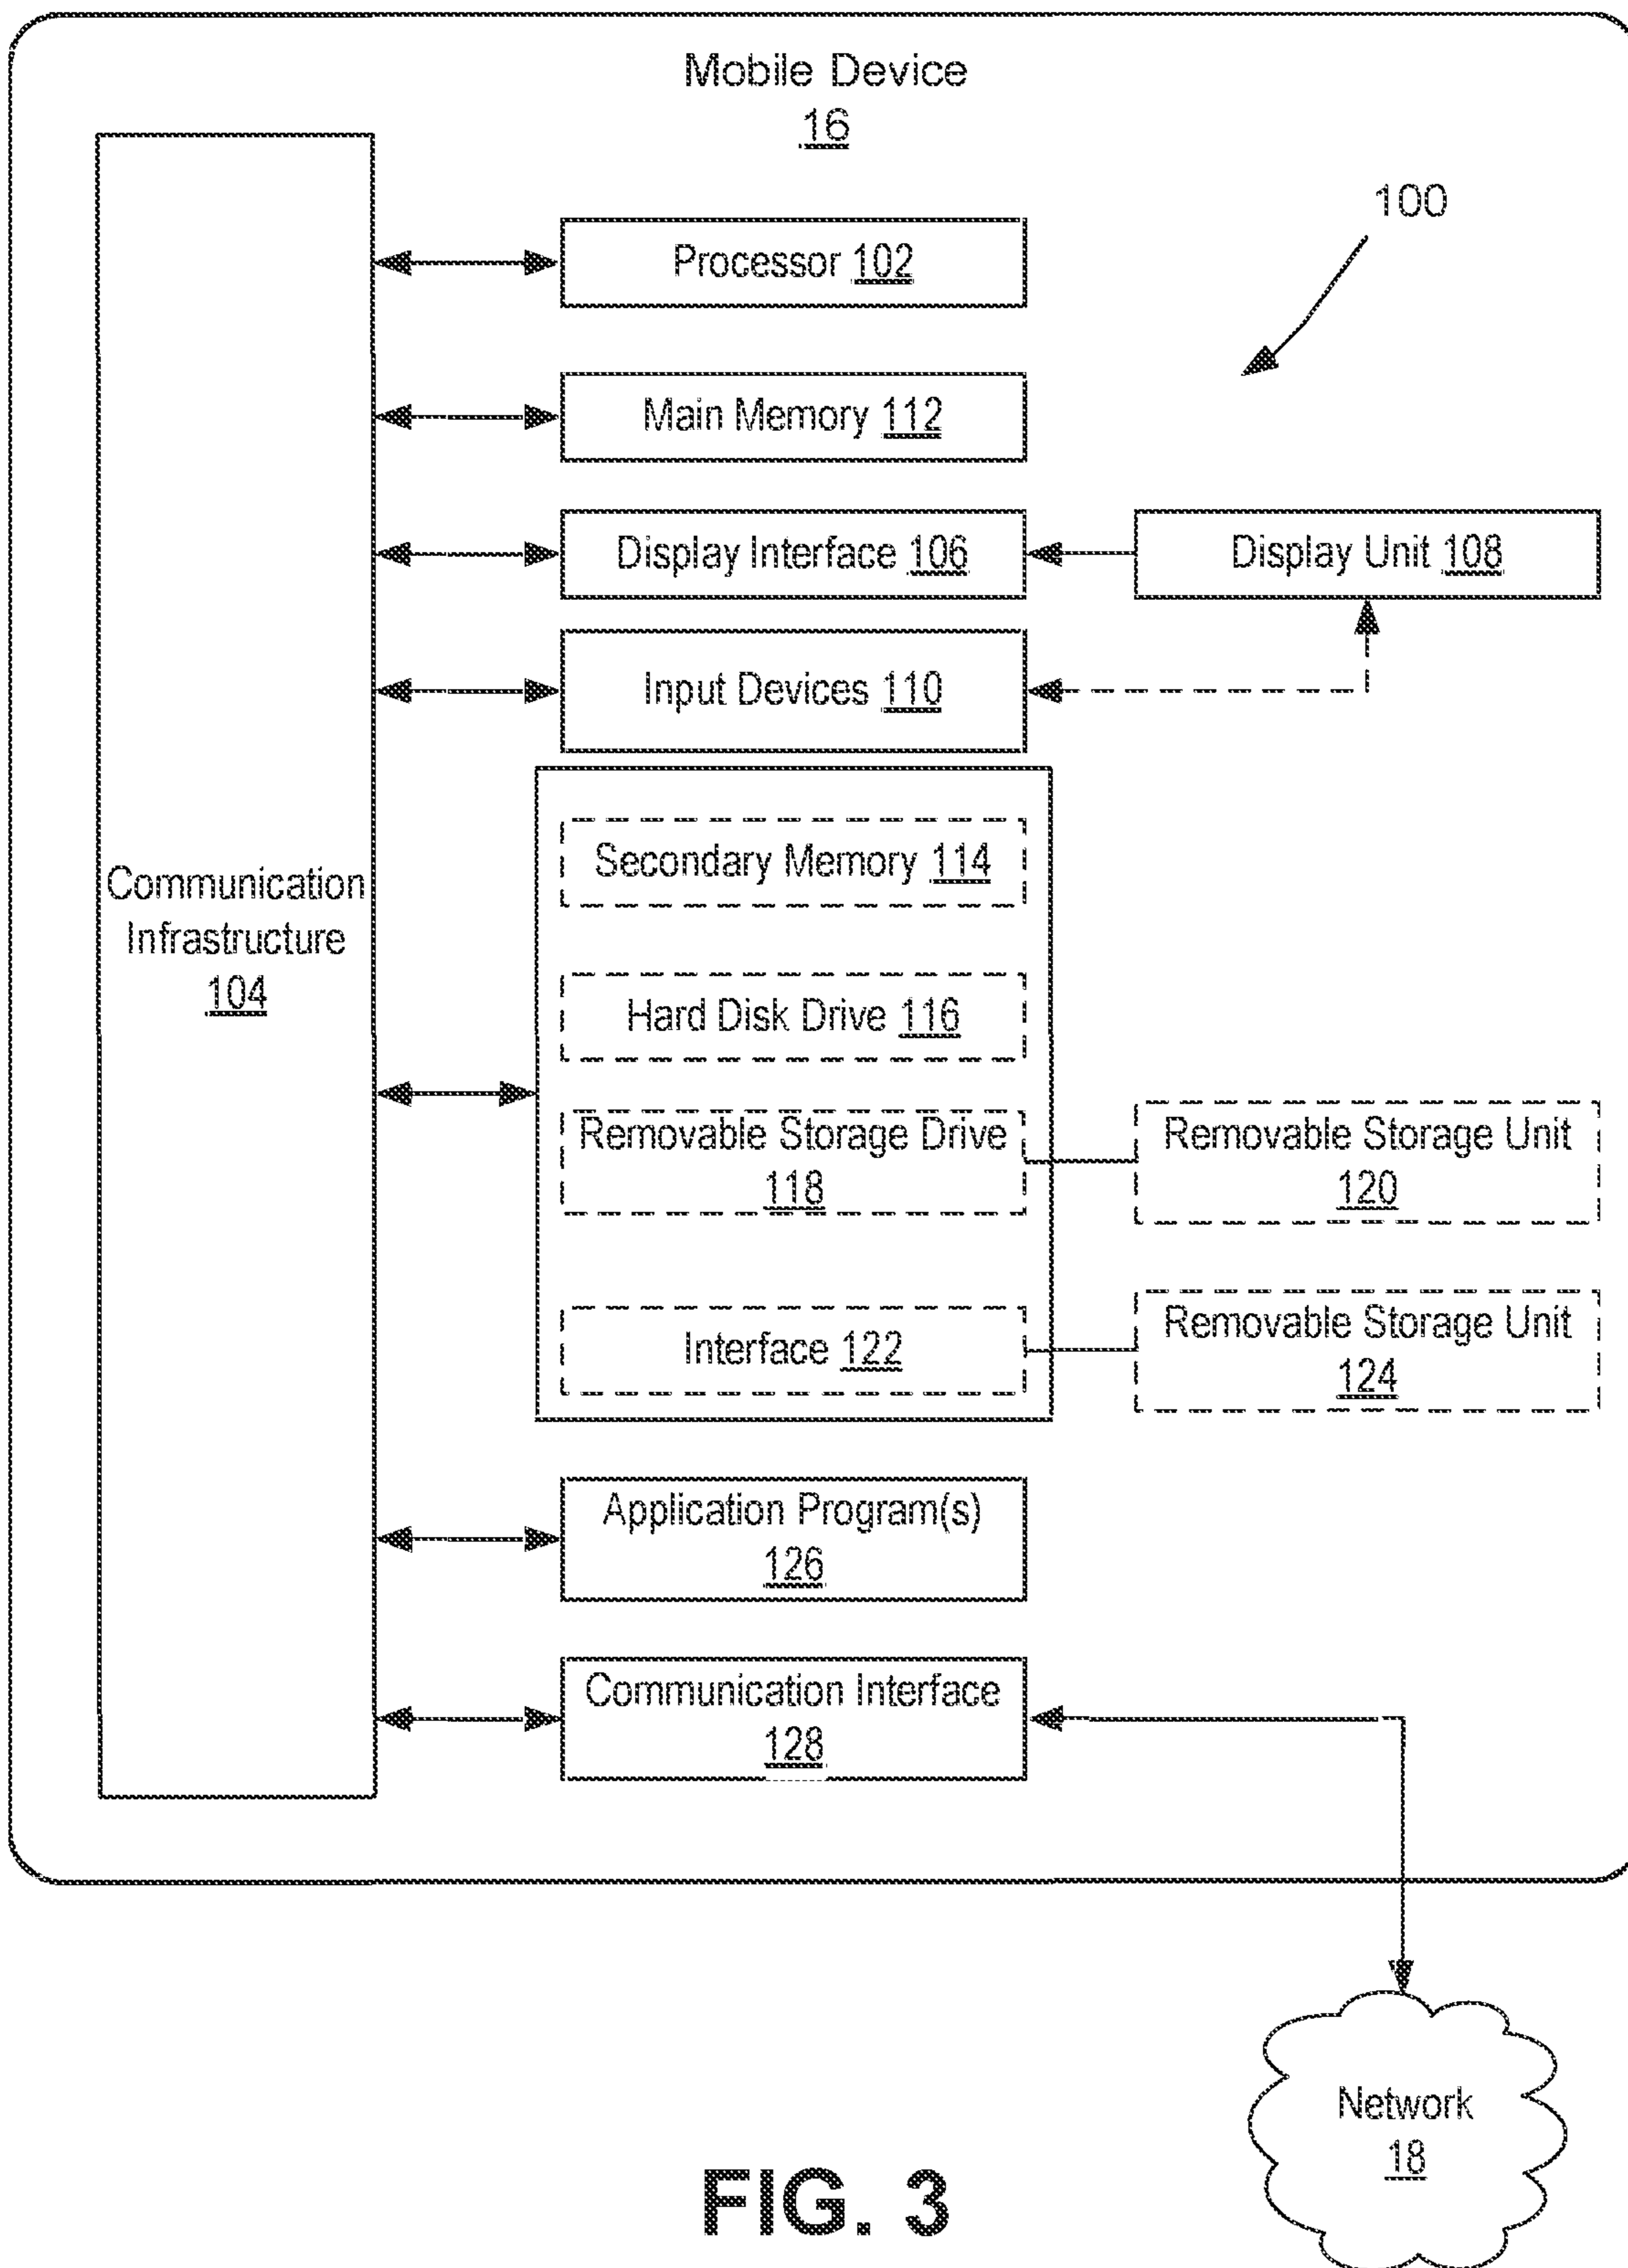 Mobile Device
16
100
Processor 102
Main Memory 112
Display Interface 106
Display Unit 108
Input Devices 110
Communication
Infrastructure
104
Secondary Memory 114
Hard Disk Drive 116
Removable Storage Drive
118
Removable Storage Unit
120
Interface 122
Removable Storage Unit
124
Application Program(s)
126
Communication Interface
128
Network
18
FIG. 3